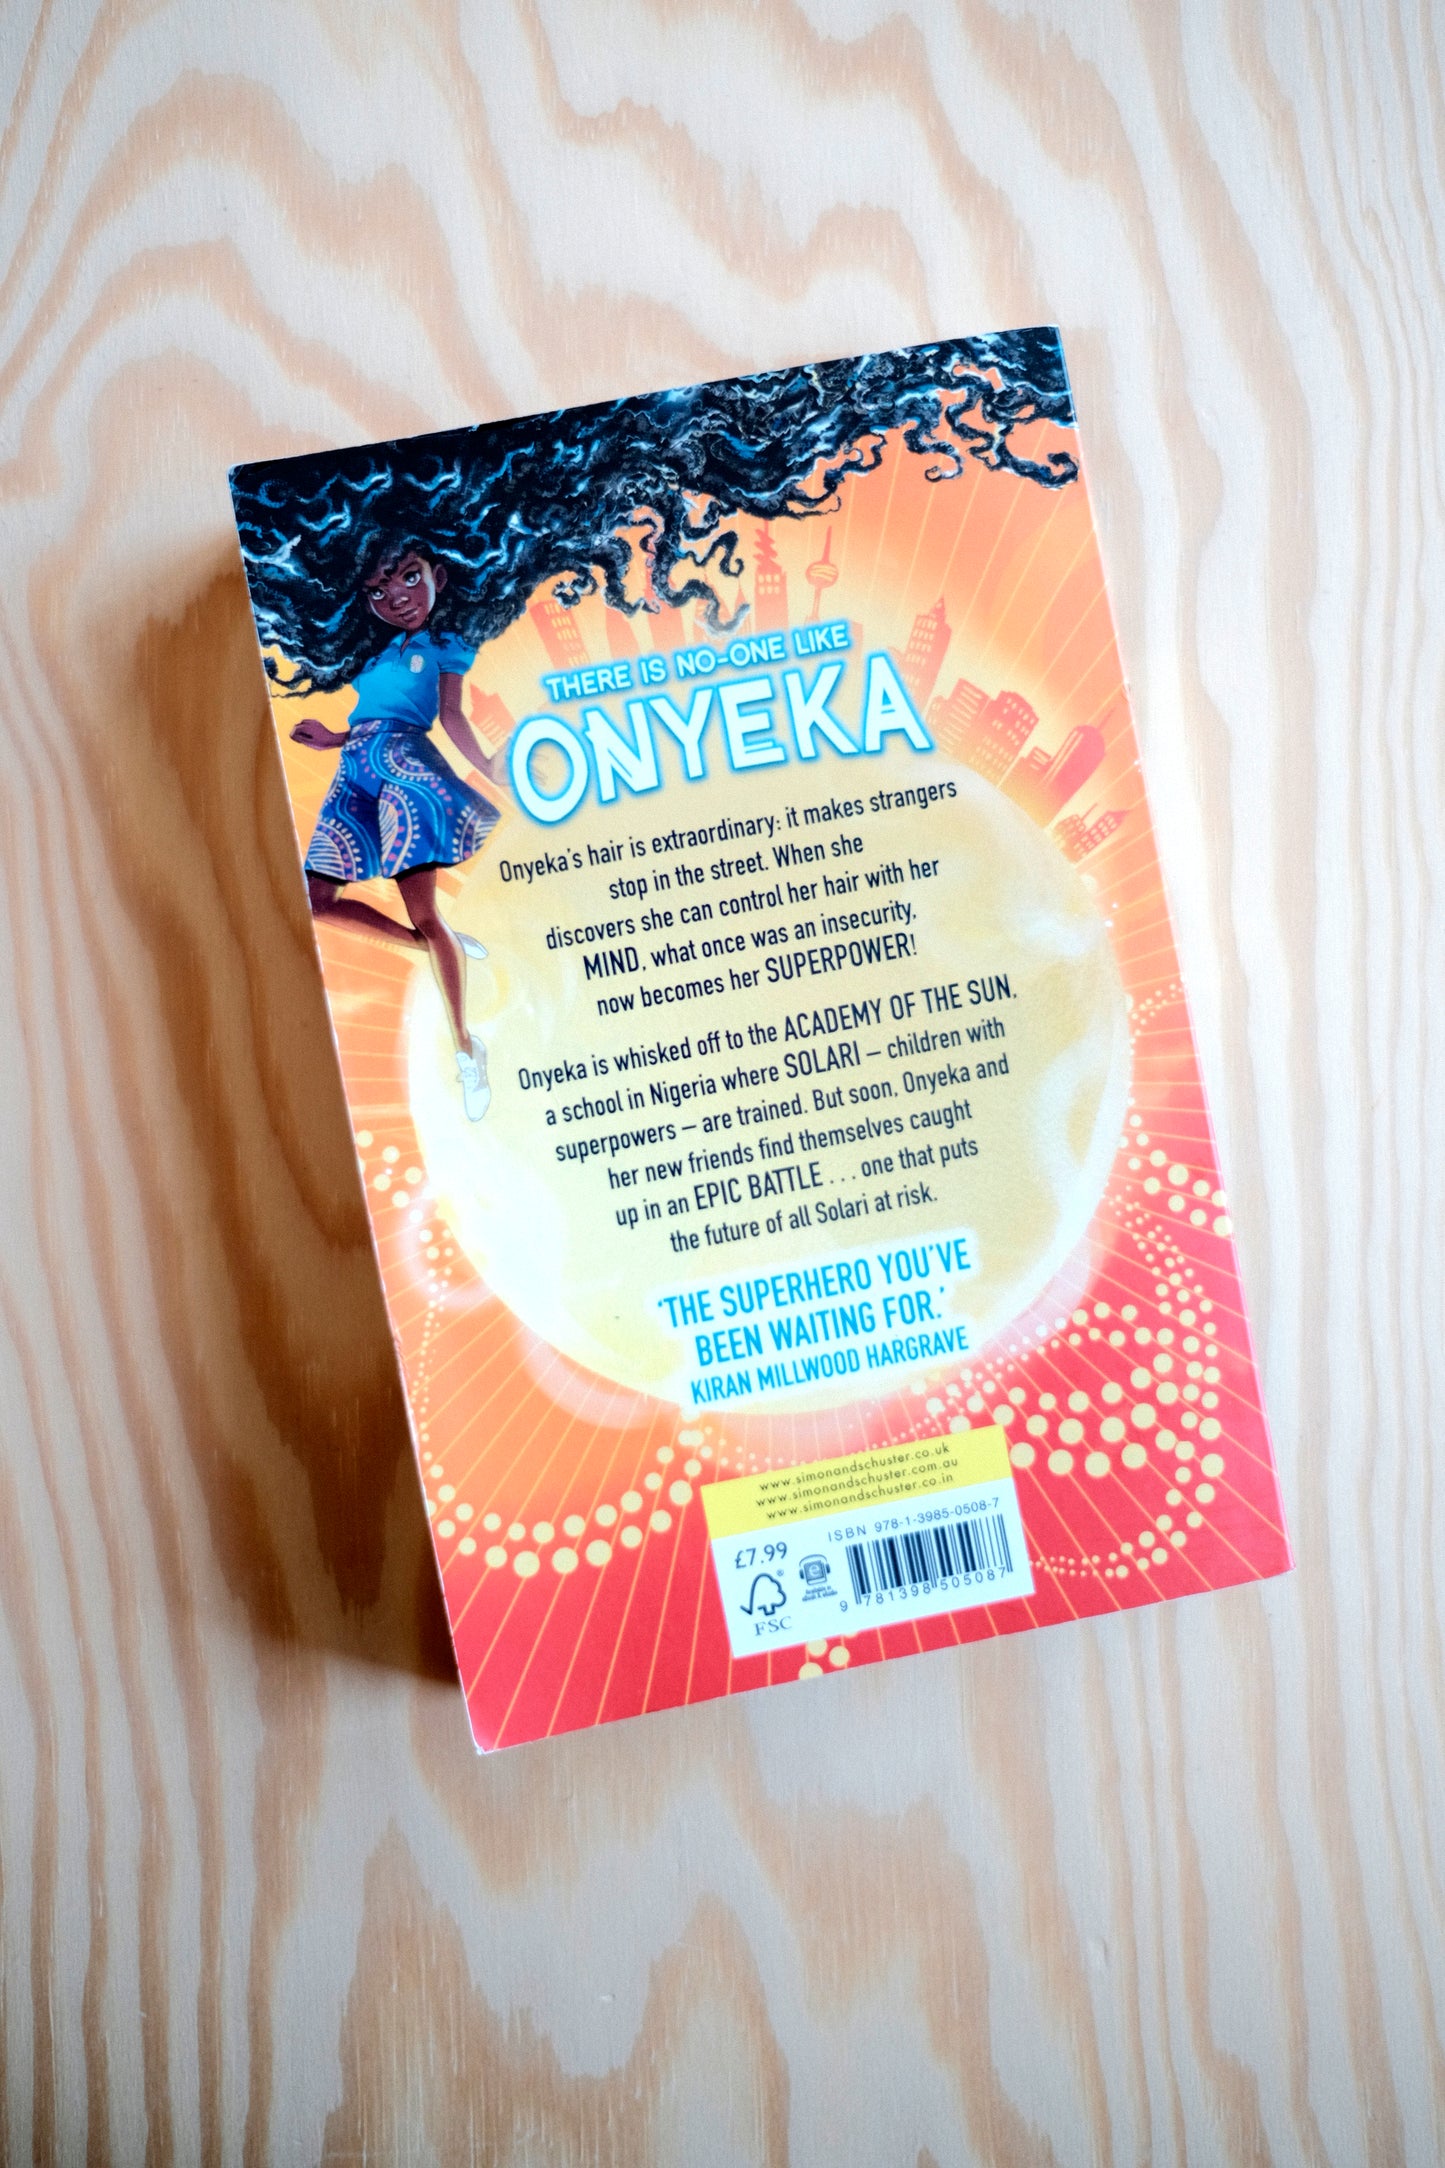 THERE IS NO-ONE LIKE
ONYEKA
Onyeka's hair is extraordinary: it makes strangers
stop in the street. When she
discovers she can control her hair with her
MIND, what once was an insecurity,
now becomes her SUPERPOWER!
Onyeka is whisked off to the ACADEMY OF THE SUN,
a school in Nigeria where SOLARI – children with
superpowers – are trained. But soon, Onyeka and
her new friends find themselves caught
up in an EPIC BATTLE . . . one that puts
the future of all Solari at risk.
'THE SUPERHERO YOU'VE
BEEN WAITING FOR.'
KIRAN MILLWOOD HARGRAVE
www.simonandschuster.co.uk
www.simonandschuster.com.au
www.simonandschuster.co.in
ISBN 978-1-3985-0508-7
£7.99
FSC
9 781398 505087